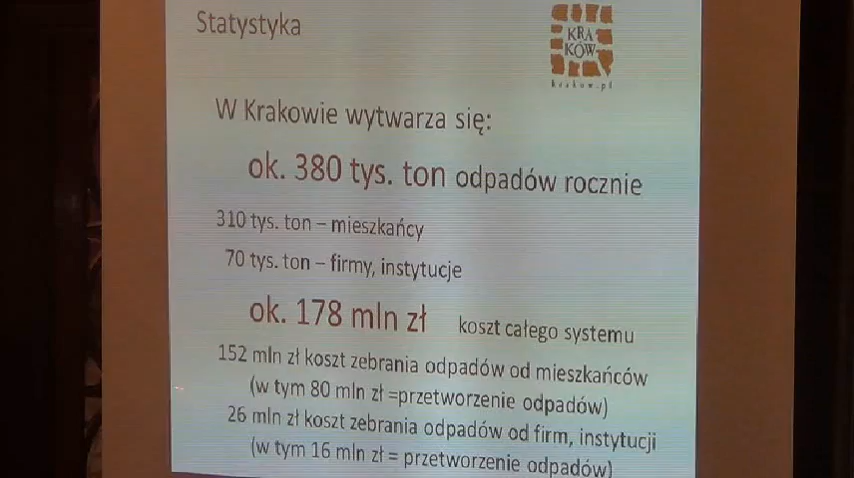 Statystyka
KRA
KÓW
krakow.pl
W Krakowie wytwarza się:
ok. 380 tys. ton odpadów rocznie
310 tys. ton – mieszkańcy
70 tys. ton – firmy, instytucje
ok. 178 mln zł koszt całego systemu
152 mln zł koszt zebrania odpadów od mieszkańców
(w tym 80 mln zł =przetworzenie odpadów)
26 mln zł koszt zebrania odpadów od firm, instytucji
(w tym 16 mln zł = przetworzenie odpadów)